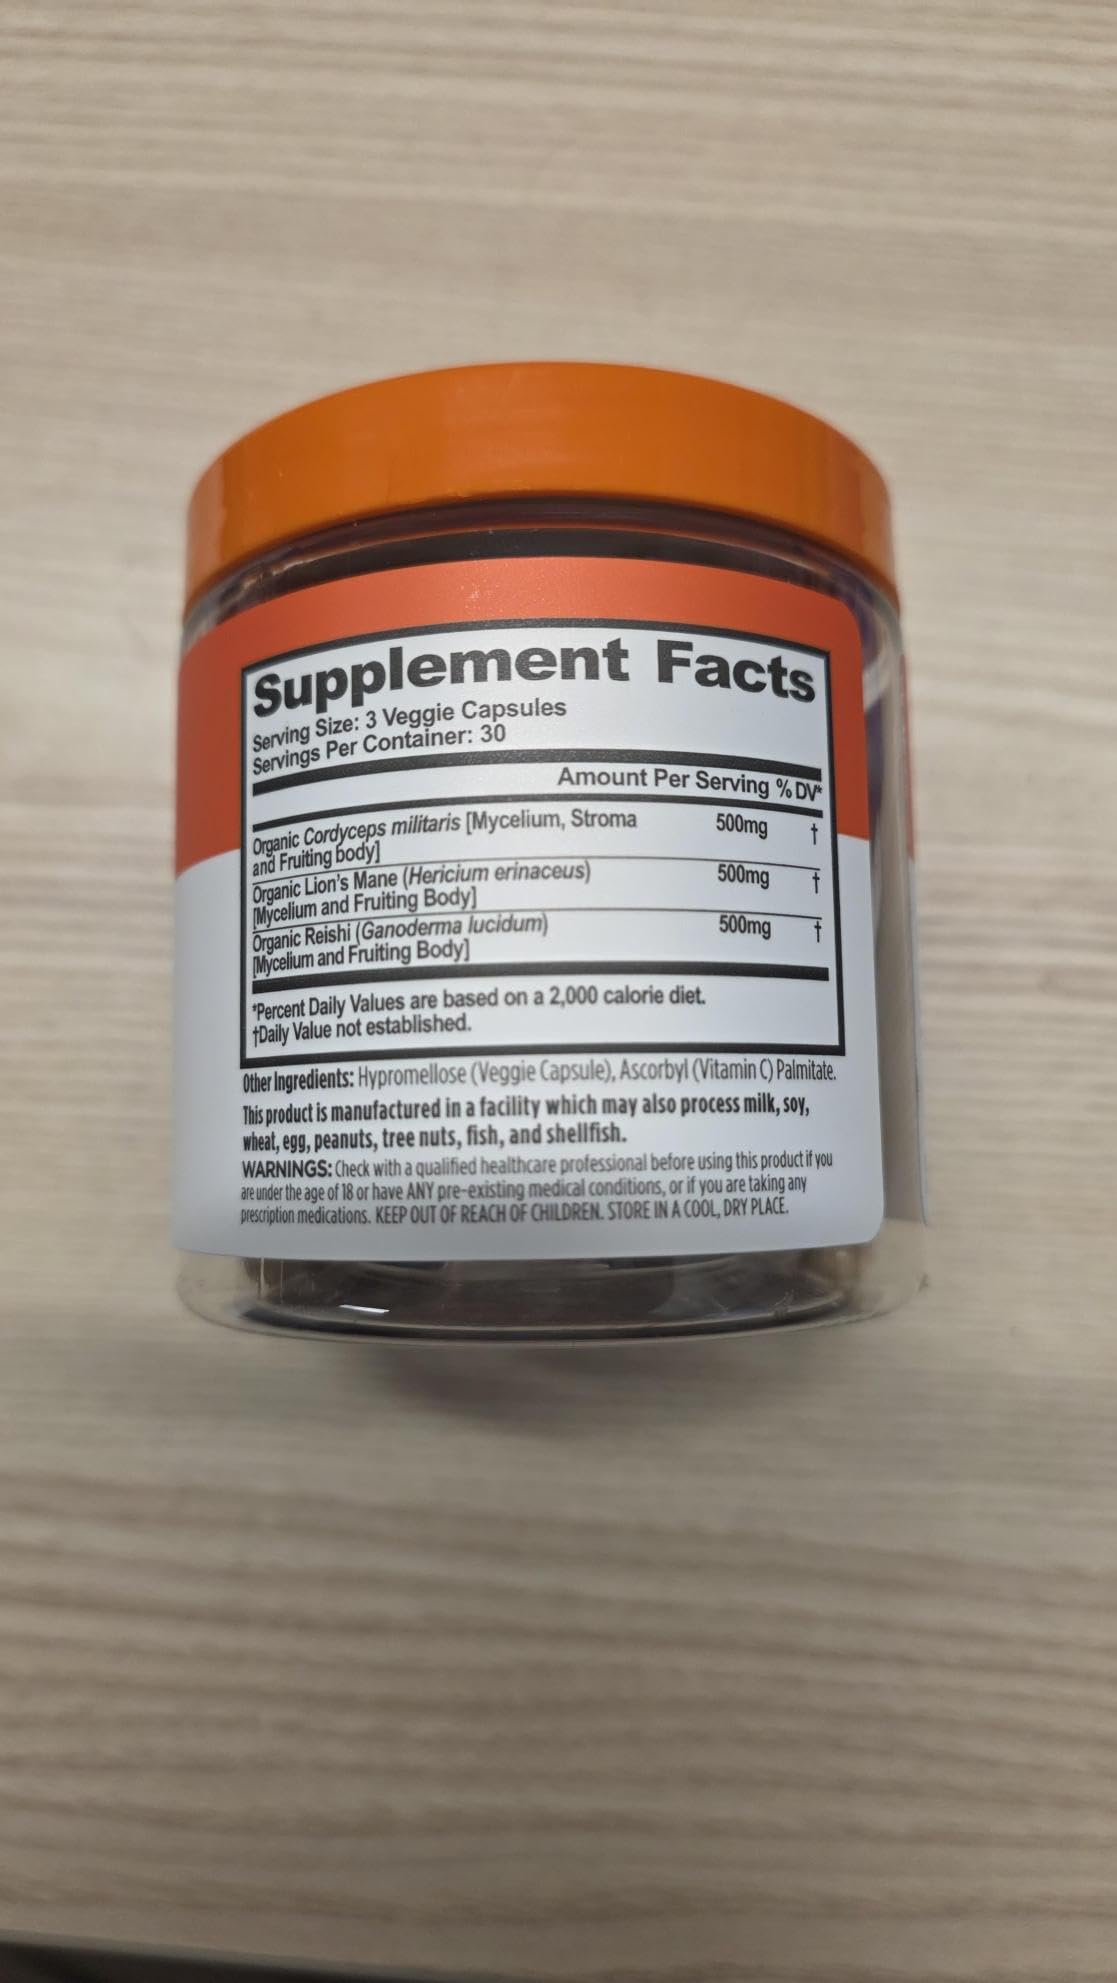 Supplement Facts
Serving Size: 3 Veggie Capsules
Servings Per Container: 30
Amount Per Serving % DV*
Organic Cordyceps militaris [Mycelium, Stroma 500mg †
and Fruiting body]
Organic Lion's Mane (Hericium erinaceus) 500mg †
[Mycelium and Fruiting Body]
Organic Reishi (Ganoderma lucidum) 500mg †
[Mycelium and Fruiting Body]
*Percent Daily Values are based on a 2,000 calorie diet.
†Daily Value not established.
Other Ingredients: Hypromellose (Veggie Capsule), Ascorbyl (Vitamin C) Palmitate.
This product is manufactured in a facility which may also process milk, soy,
wheat, egg, peanuts, tree nuts, fish, and shellfish.
WARNINGS: Check with a qualified healthcare professional before using this product if you
are under the age of 18 or have ANY pre-existing medical conditions, or if you are taking any
prescription medications. KEEP OUT OF REACH OF CHILDREN. STORE IN A COOL, DRY PLACE.